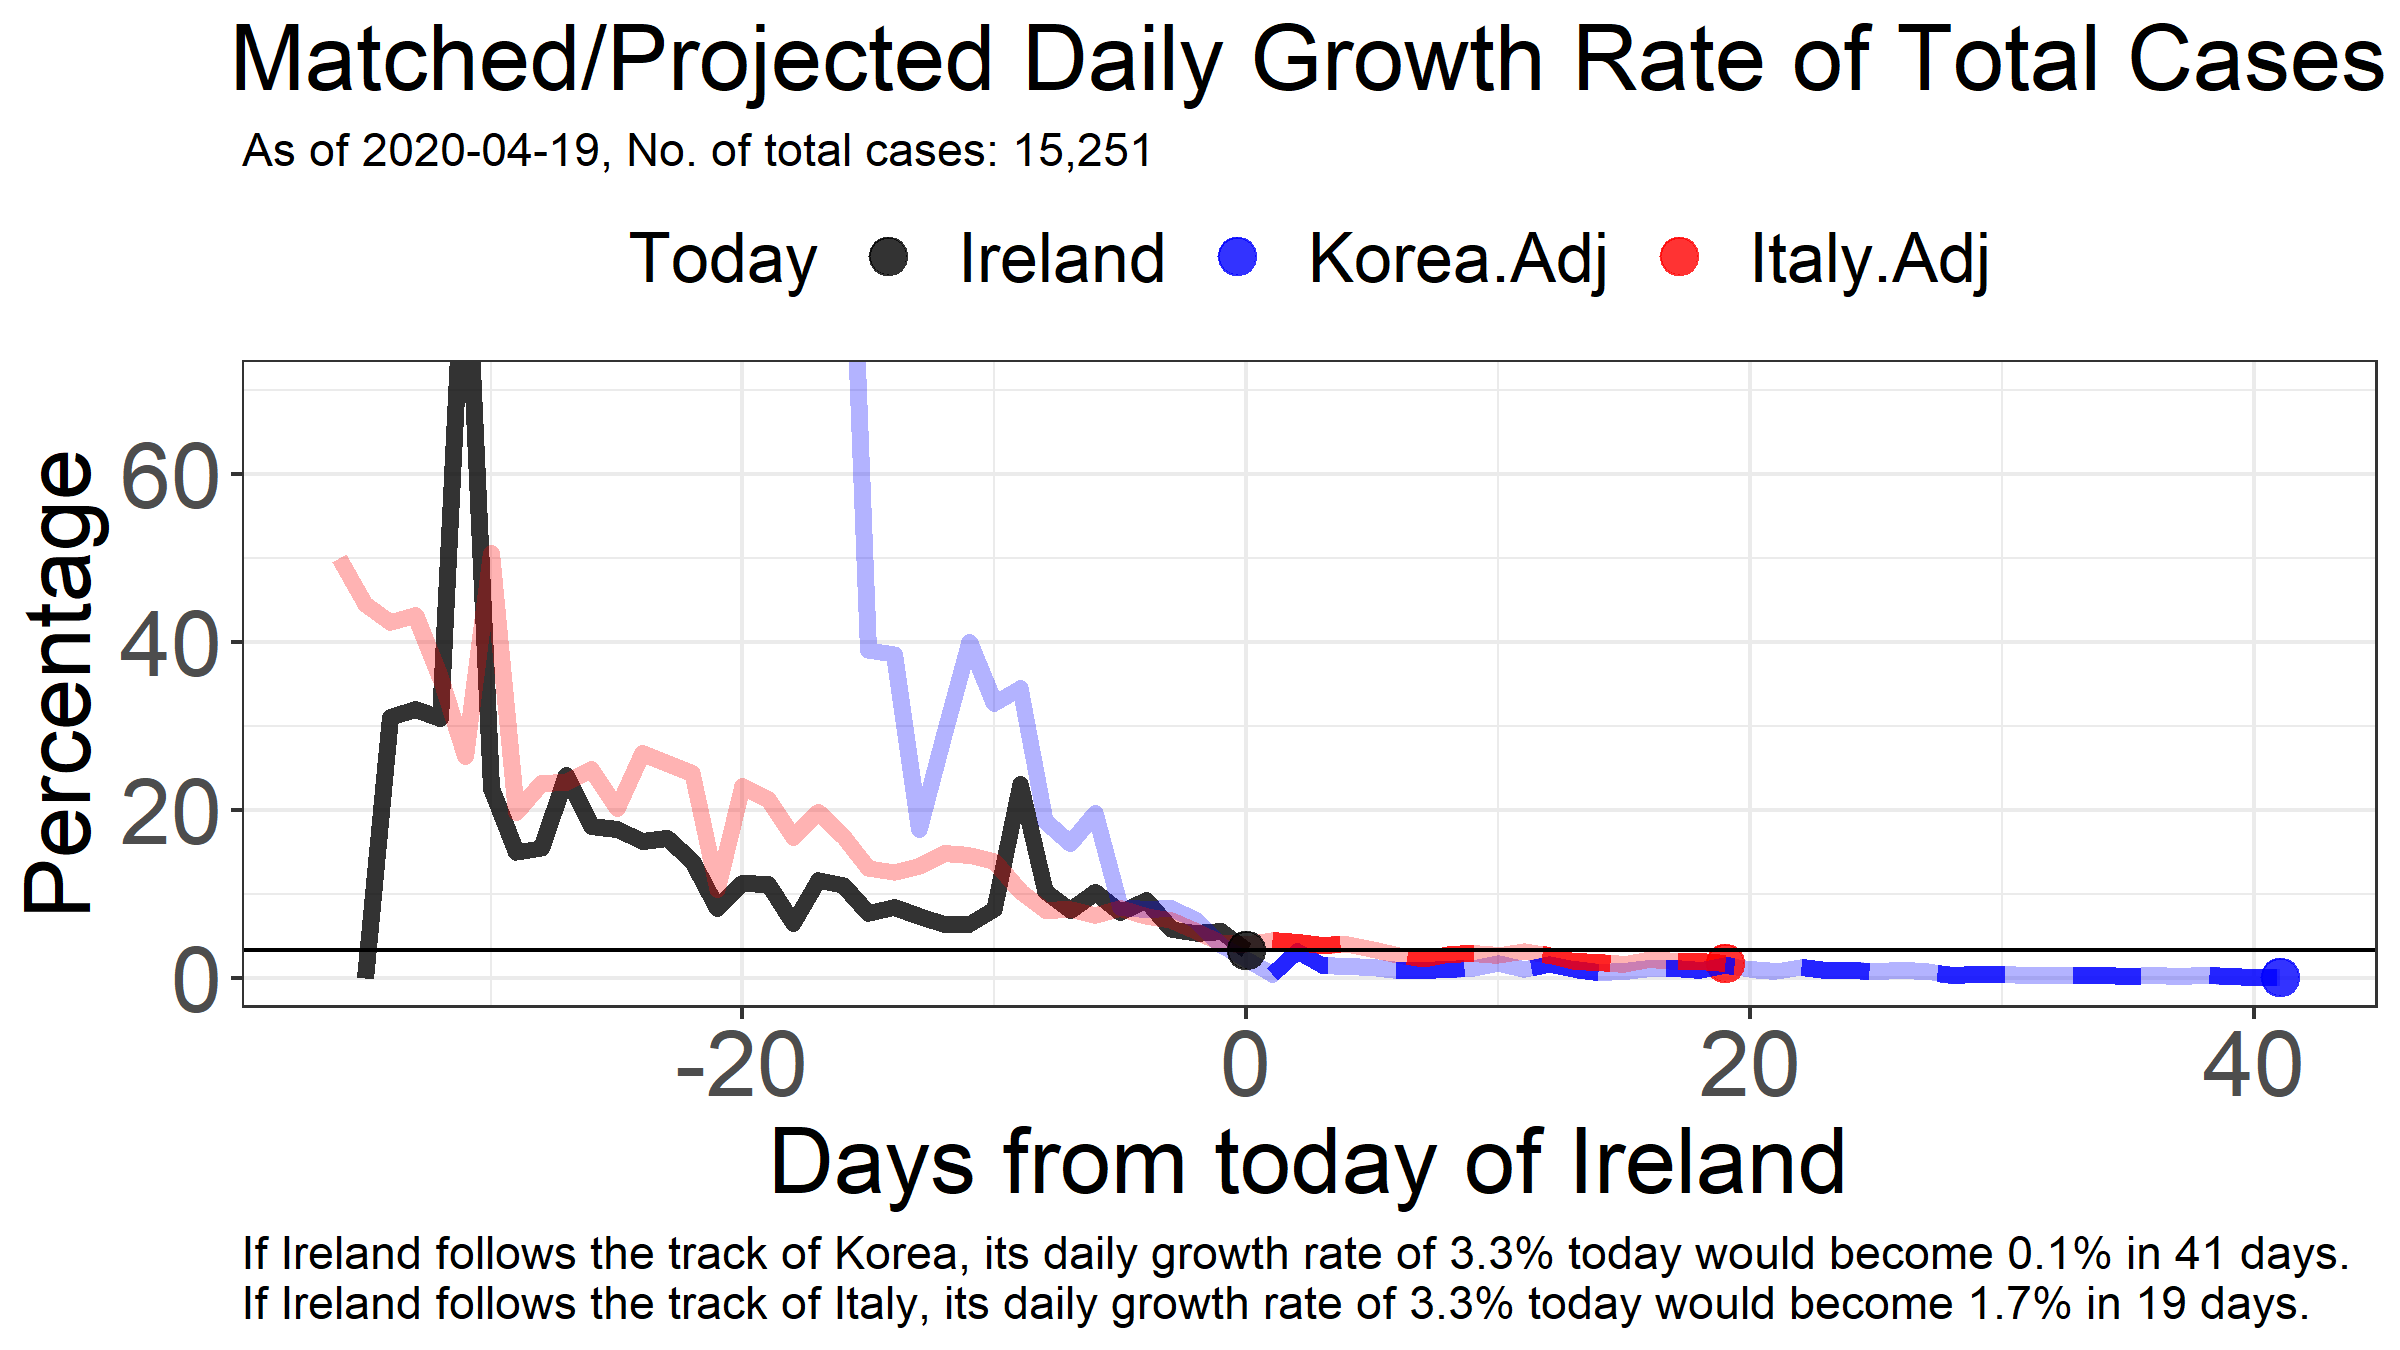 Matched/Projected Daily Growth Rate of Total Cases
As of 2020-04-19, No. of total cases: 15,251
Today Ireland Korea.Adj Italy.Adj
Percentage
60
40
20
0
-20 0 20 40
Days from today of Ireland
If Ireland follows the track of Korea, its daily growth rate of 3.3% today would become 0.1% in 41 days.
If Ireland follows the track of Italy, its daily growth rate of 3.3% today would become 1.7% in 19 days.